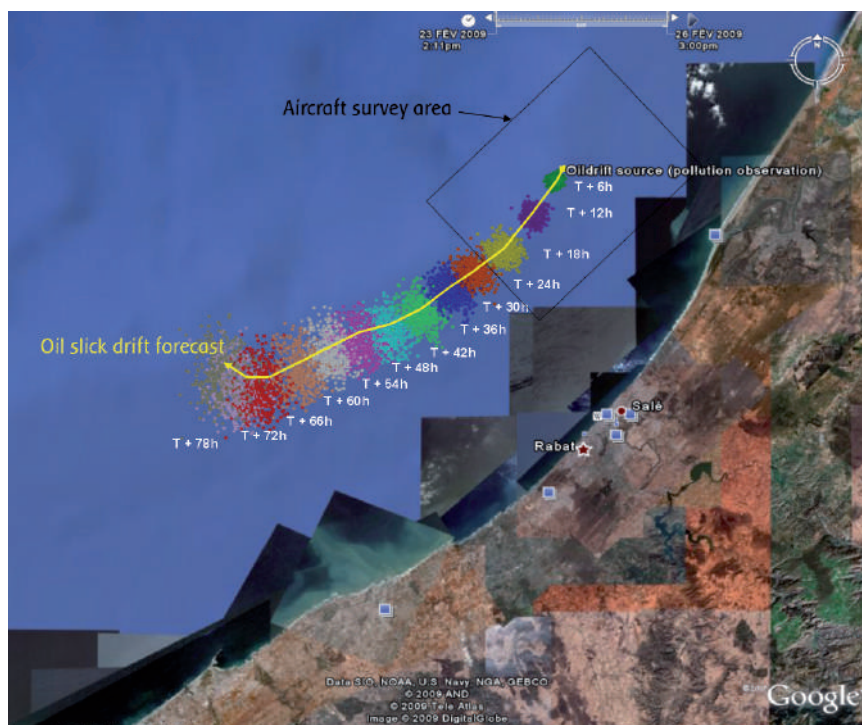 23 FÉV 2009
2:11pm
26 FÉV 2009
3:00pm
N
Aircraft survey area
Oildrift source (pollution observation)
T + 6h
T + 12h
T + 18h
T + 24h
T + 30h
T + 36h
T + 42h
T + 48h
T + 54h
T + 60h
T + 66h
T + 72h
T + 78h
Oil slick drift forecast
Salé
Rabat
Data SIO, NOAA, U.S. Navy, NGA, GEBCO
© 2009 AND
© 2009 Tele Atlas
Image © 2009 DigitalGlobe
Google